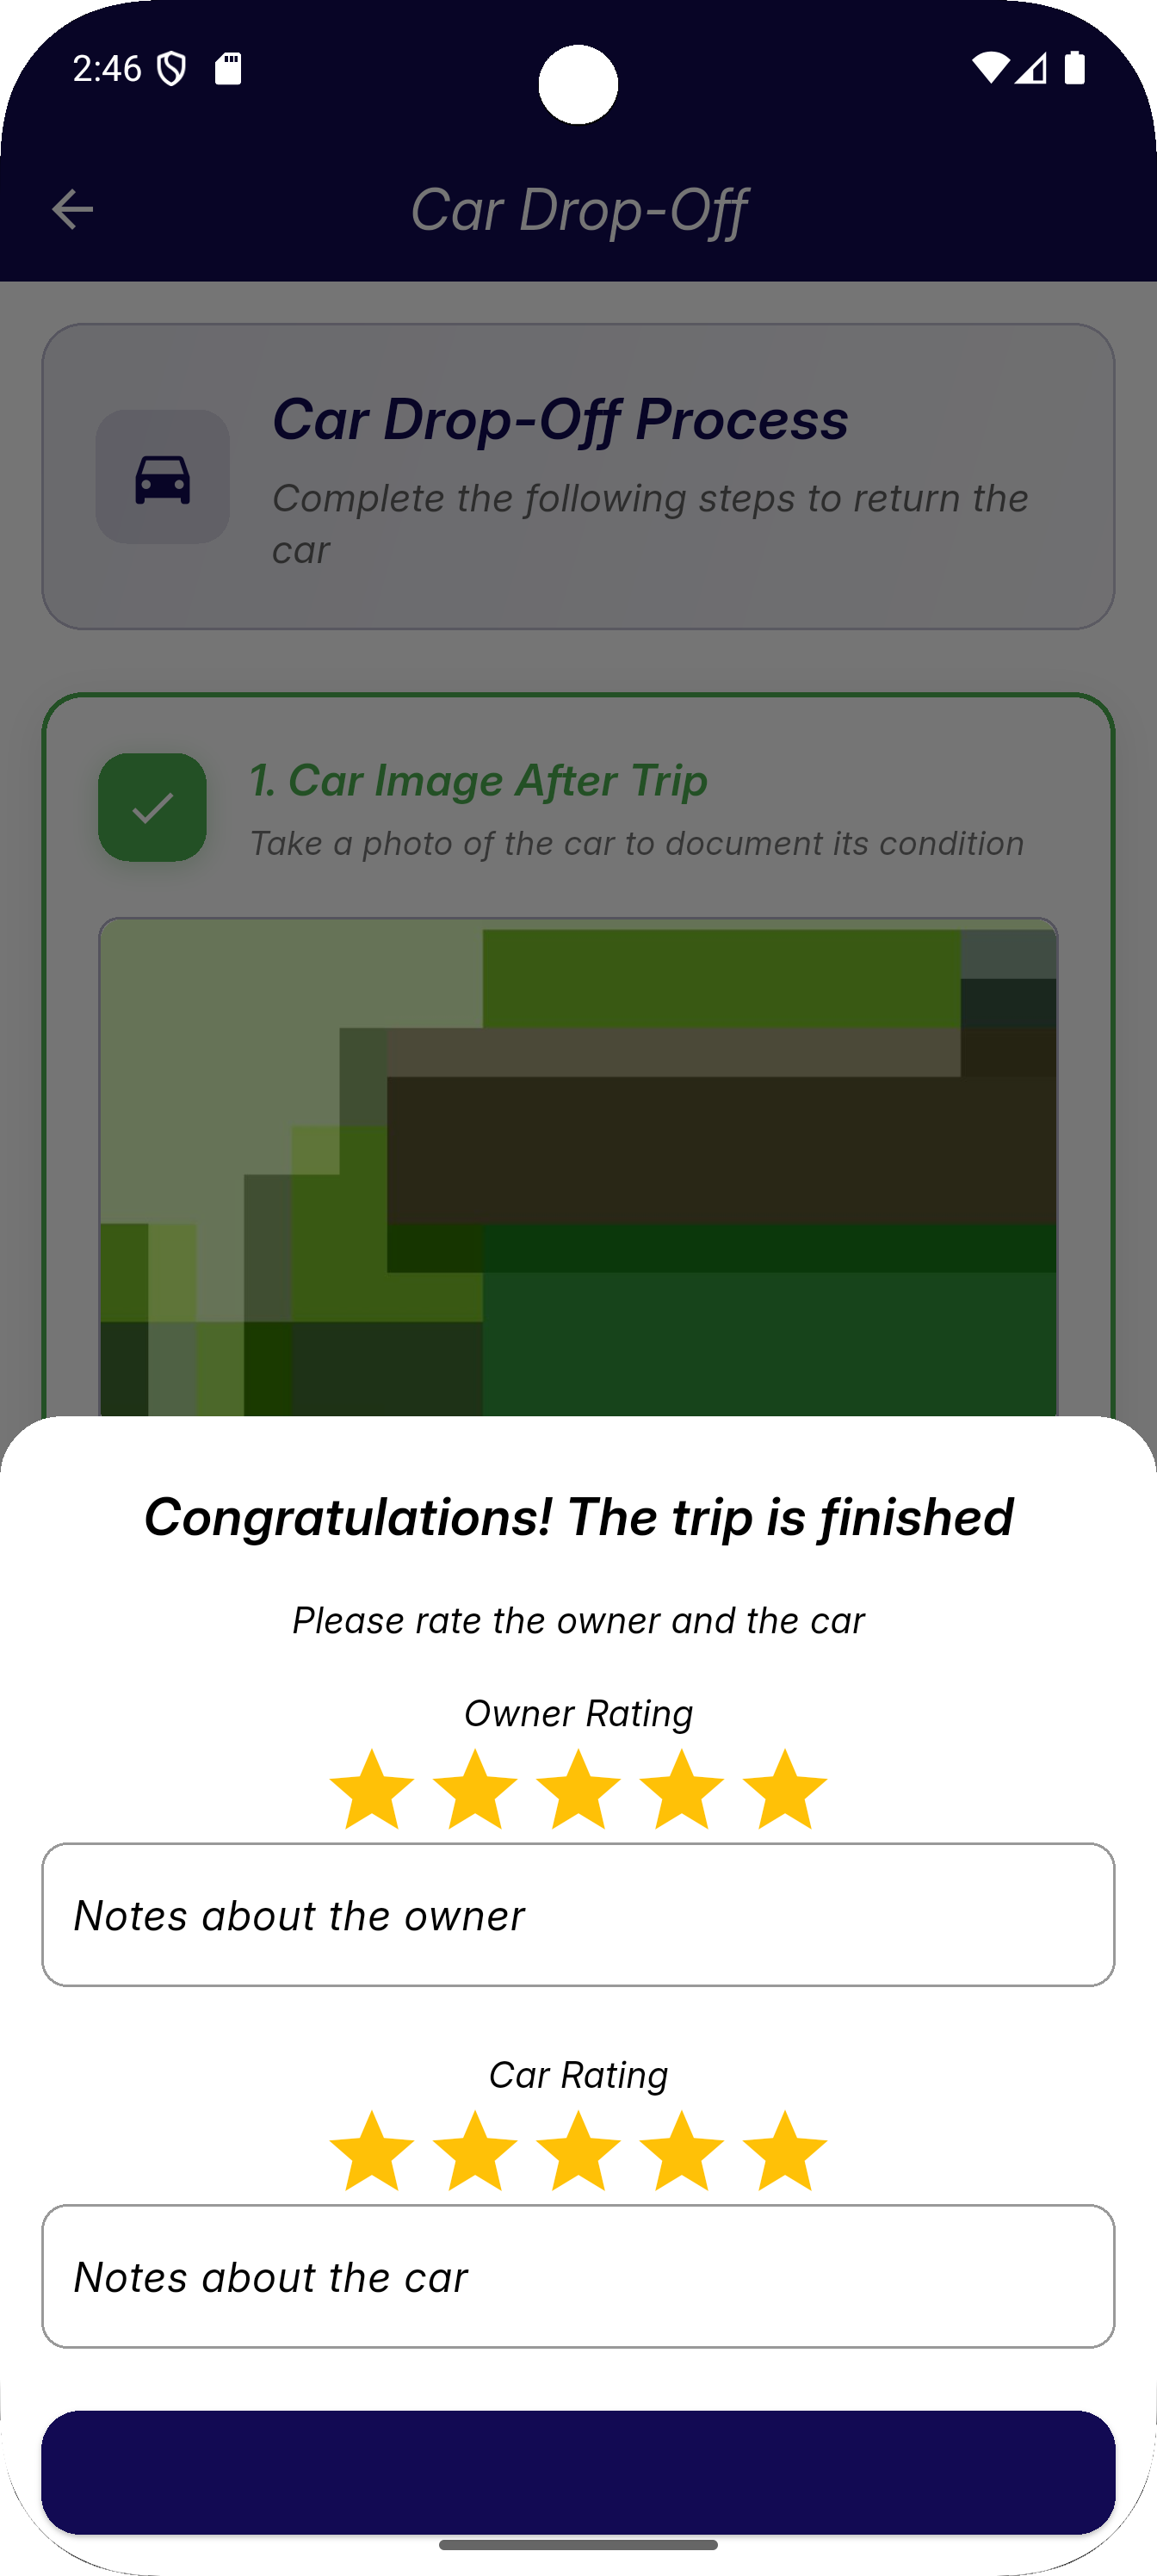 2:46
Car Drop-Off
Car Drop-Off Process
Complete the following steps to return the
car
1. Car Image After Trip
Take a photo of the car to document its condition
Congratulations! The trip is finished
Please rate the owner and the car
Owner Rating
Notes about the owner
Car Rating
Notes about the car